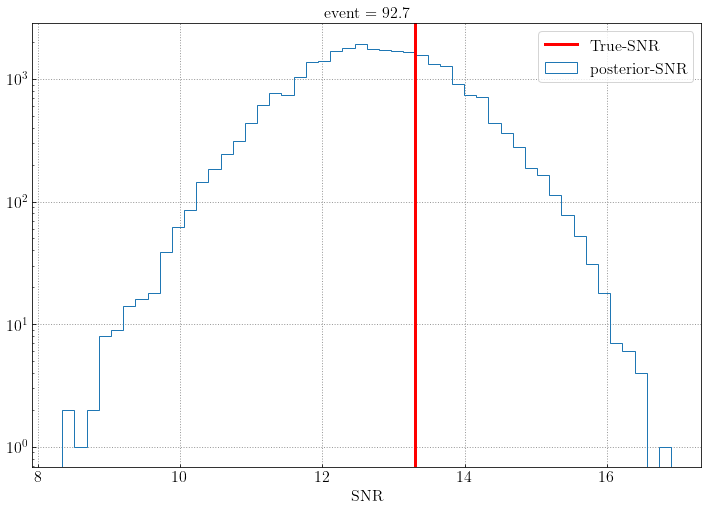 event = 92.7
True-SNR
posterior-SNR
10³
10²
10¹
10⁰
8 10 12 14 16
SNR